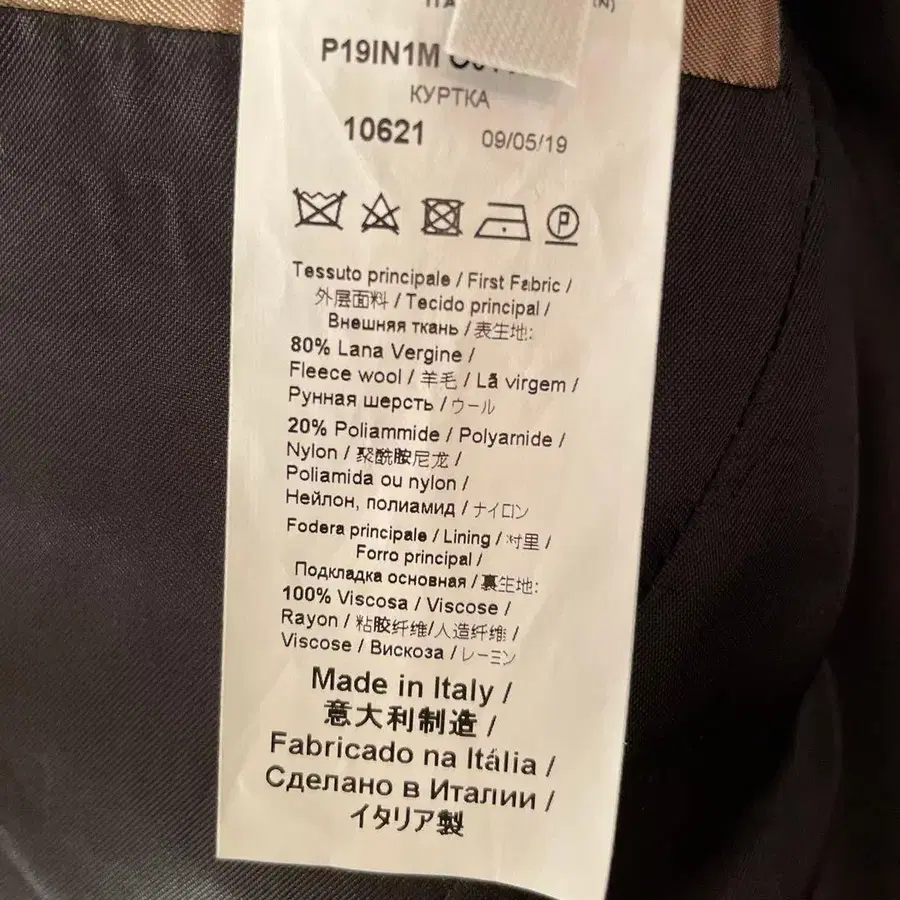 P19IN1M
КУРТКА
10621 09/05/19
P
Tessuto principale / First Fabric /
外层面料 / Tecido principal /
Внешняя ткань / 表生地:
80% Lana Vergine /
Fleece wool / 羊毛 / Lã virgem /
Рунная шерсть / ウール
20% Poliammide / Polyamide /
Nylon / 聚酰胺尼龙 /
Poliamida ou nylon /
Нейлон, полиамид / ナイロン
Fodera principale / Lining / 衬里 /
Forro principal /
Подкладка основная / 裏生地:
100% Viscosa / Viscose /
Rayon / 粘胶纤维/人造纤维 /
Viscose / Вискоза / レーミン
Made in Italy /
意大利制造 /
Fabricado na Itália /
Сделано в Италии /
イタリア製